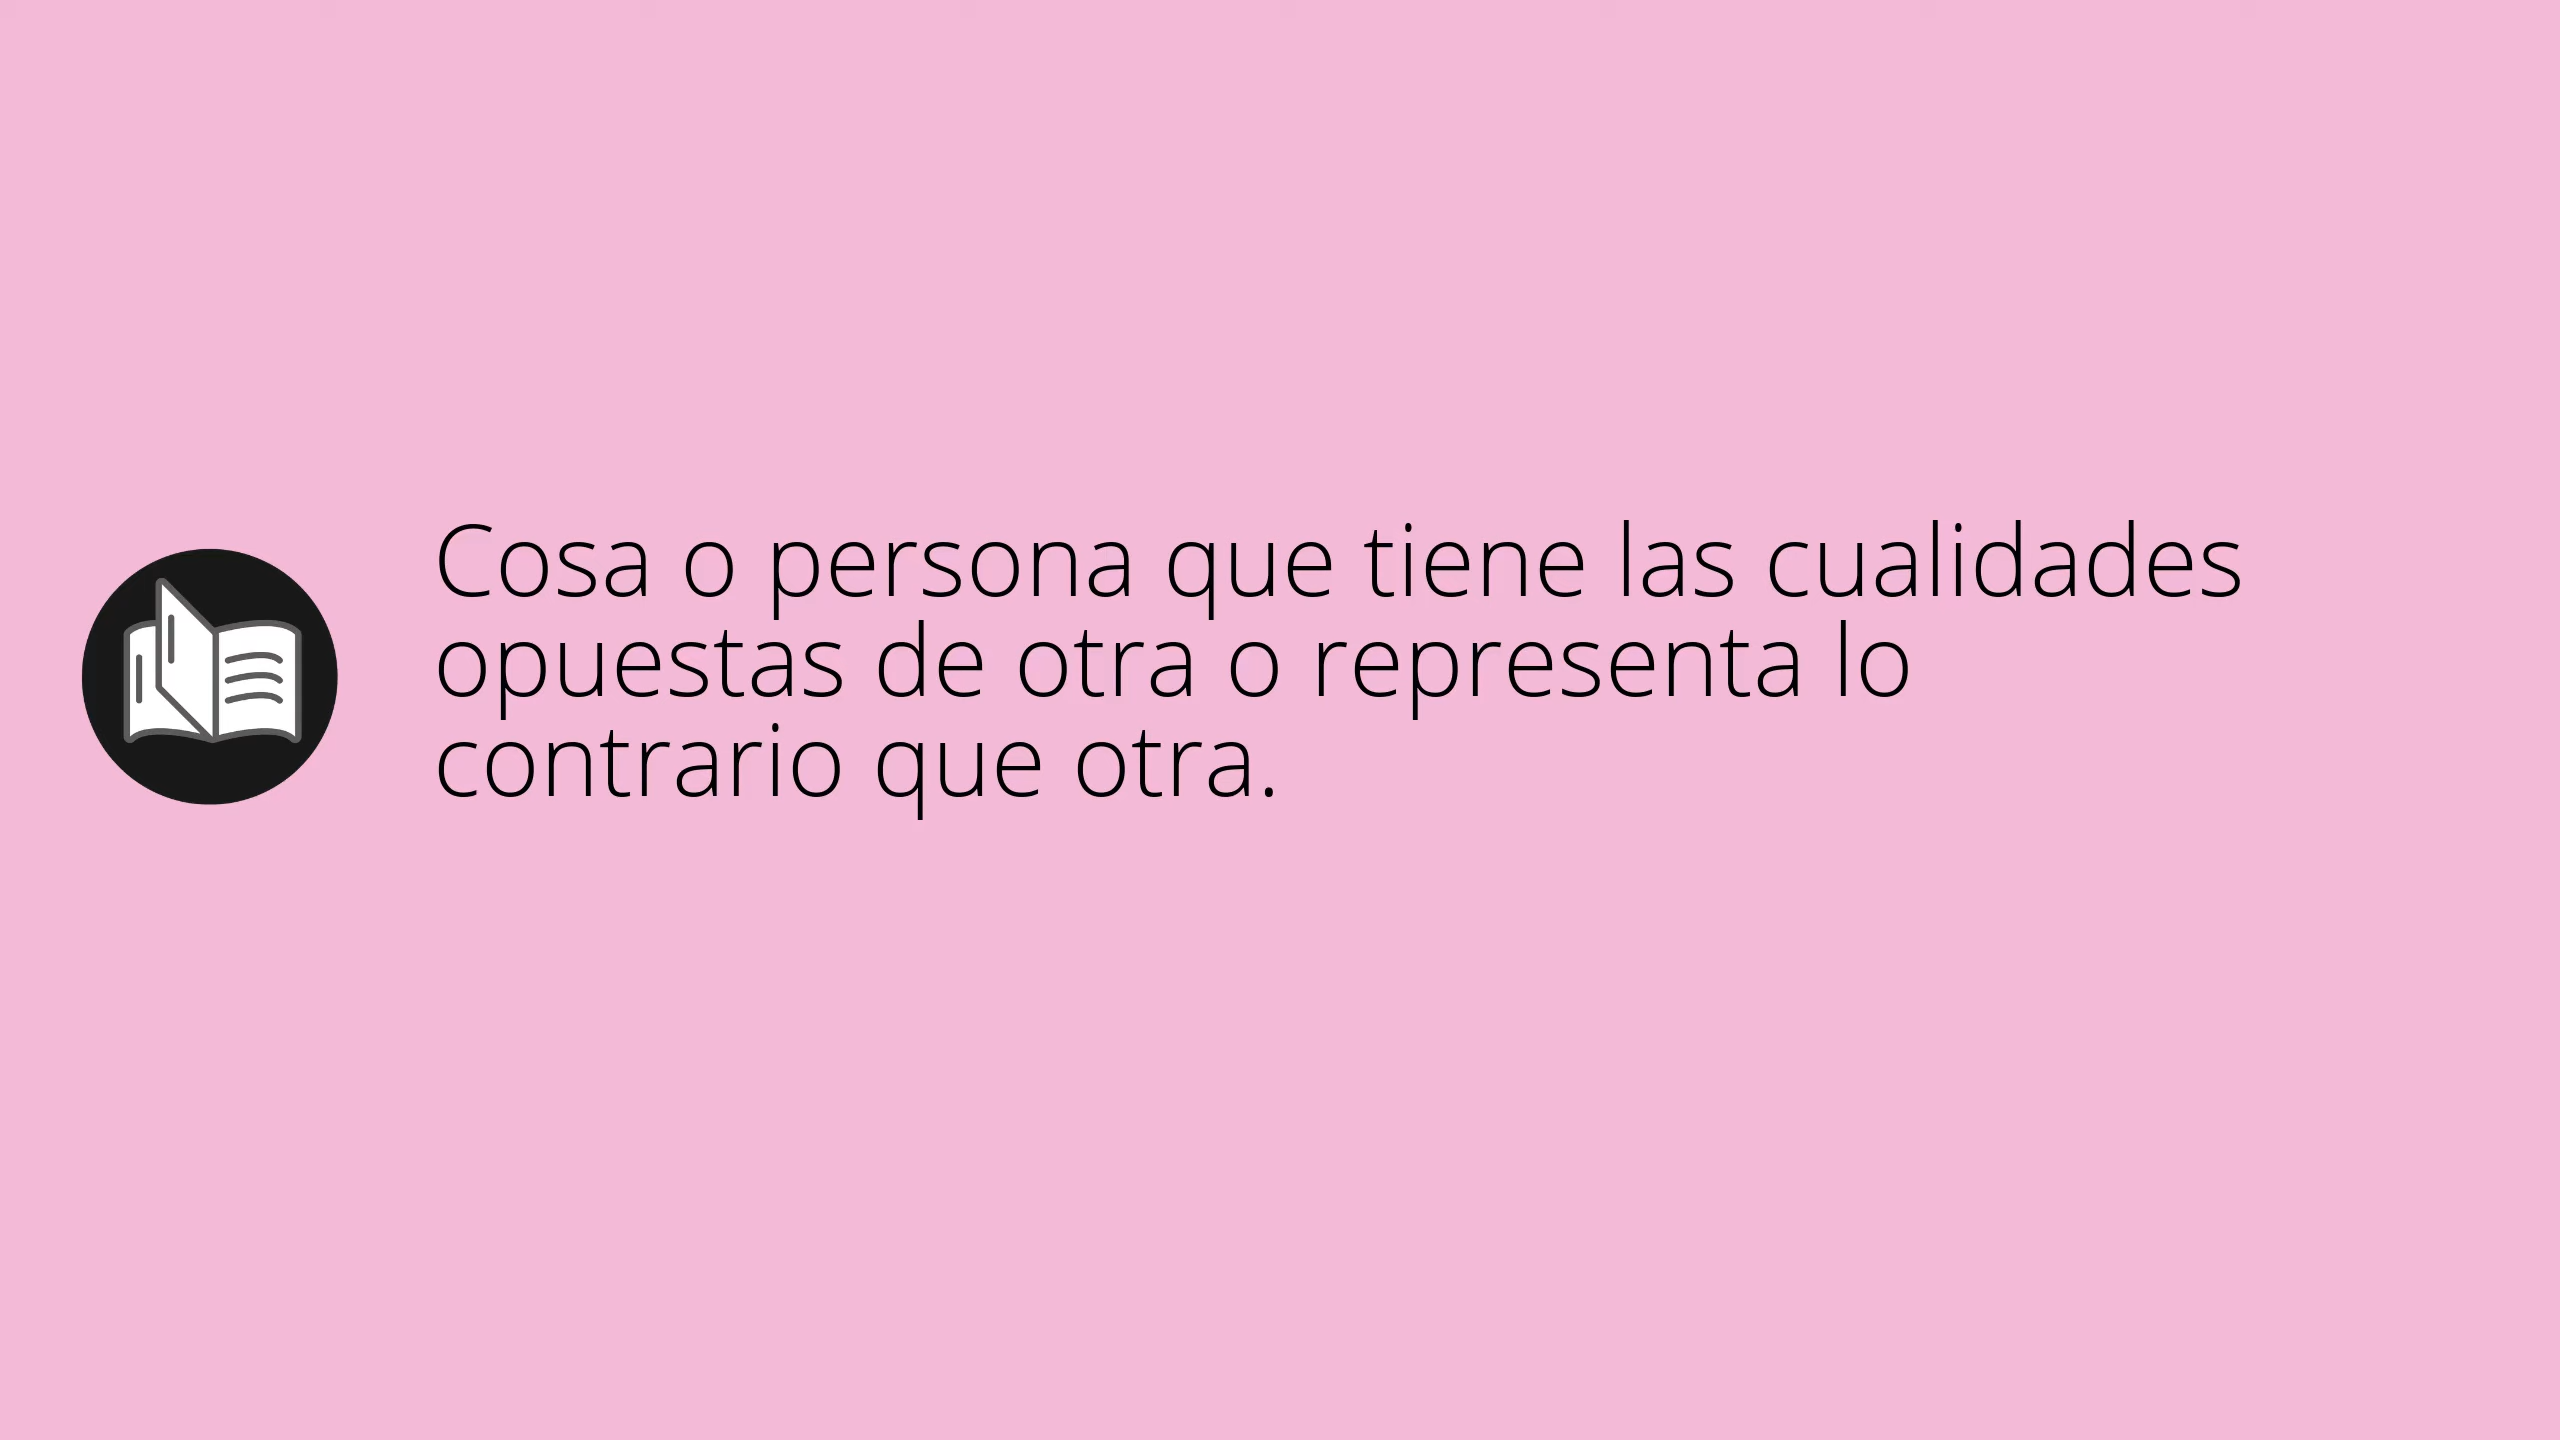 Cosa o persona que tiene las cualidades
opuestas de otra o representa lo
contrario que otra.